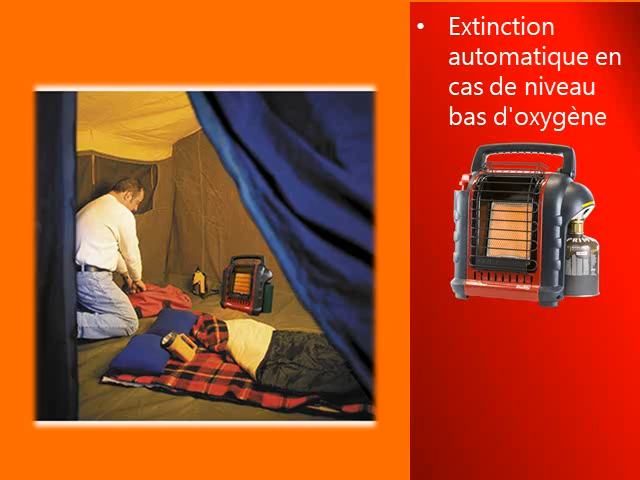 • Extinction
automatique en
cas de niveau
bas d'oxygène